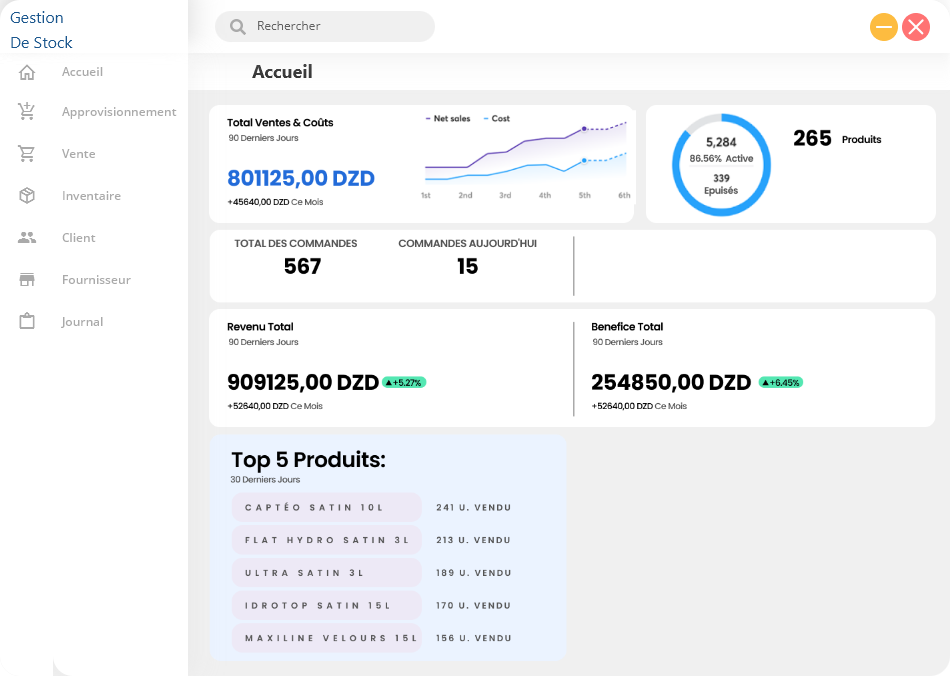 Gestion
De Stock
Rechercher
Accueil
Approvisionnement
Vente
Inventaire
Client
Fournisseur
Journal
Accueil
Total Ventes & Coûts
90 Derniers Jours
801125,00 DZD
+45640,00 DZD Ce Mois
Net sales Cost
1st 2nd 3rd 4th 5th 6th
5,284
86.56% Active
339
Epuisés
265 Produits
TOTAL DES COMMANDES
567
COMMANDES AUJOURD'HUI
15
Revenu Total
90 Derniers Jours
909125,00 DZD +5.27%
+52640,00 DZD Ce Mois
Benefice Total
90 Derniers Jours
254850,00 DZD +6.45%
+52640,00 DZD Ce Mois
Top 5 Produits:
30 Derniers Jours
CAPTÉO SATIN 10L 241 U. VENDU
FLAT HYDRO SATIN 3L 213 U. VENDU
ULTRA SATIN 3L 189 U. VENDU
IDROTOP SATIN 15L 170 U. VENDU
MAXILINE VELOURS 15L 156 U. VENDU